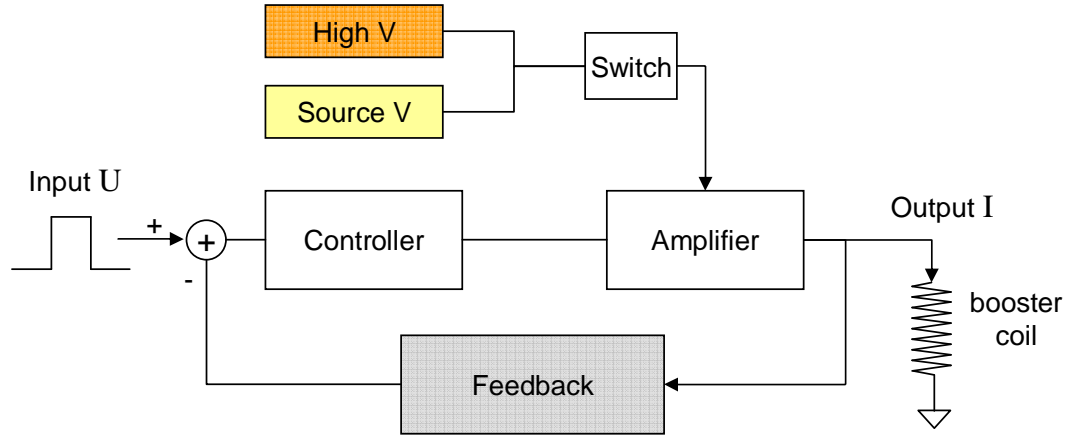 High V
Switch
Source V
Input U
Output I
+
+
Controller
Amplifier
-
booster
coil
Feedback